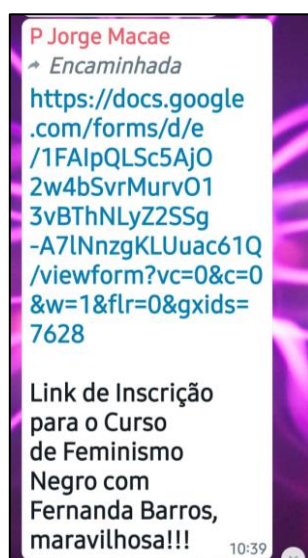 P Jorge Macae
Encaminhada
https://docs.google
.com/forms/d/e
/1FAIpQLSc5AjO
2w4bSvrMurvO1
3vBThNLyZ2SSg
-A7lNnzgKLUuac61Q
/viewform?vc=0&c=0
&w=1&flr=0&gxids=
7628
Link de Inscrição
para o Curso
de Feminismo
Negro com
Fernanda Barros,
maravilhosa!!!
10:39